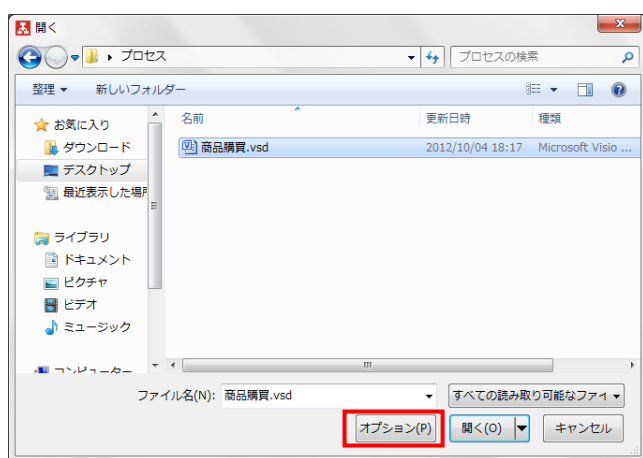 開く
プロセス
プロセスの検索
整理 新しいフォルダー
名前 更新日時 種類
お気に入り
ダウンロード
デスクトップ
最近表示した場所
ライブラリ
ドキュメント
ピクチャ
ビデオ
ミュージック
コンピューター
商品購買.vsd 2012/10/04 18:17 Microsoft Visio ...
ファイル名(N): 商品購買.vsd すべての読み取り可能なファイ
オプション(P) 開く(O) キャンセル